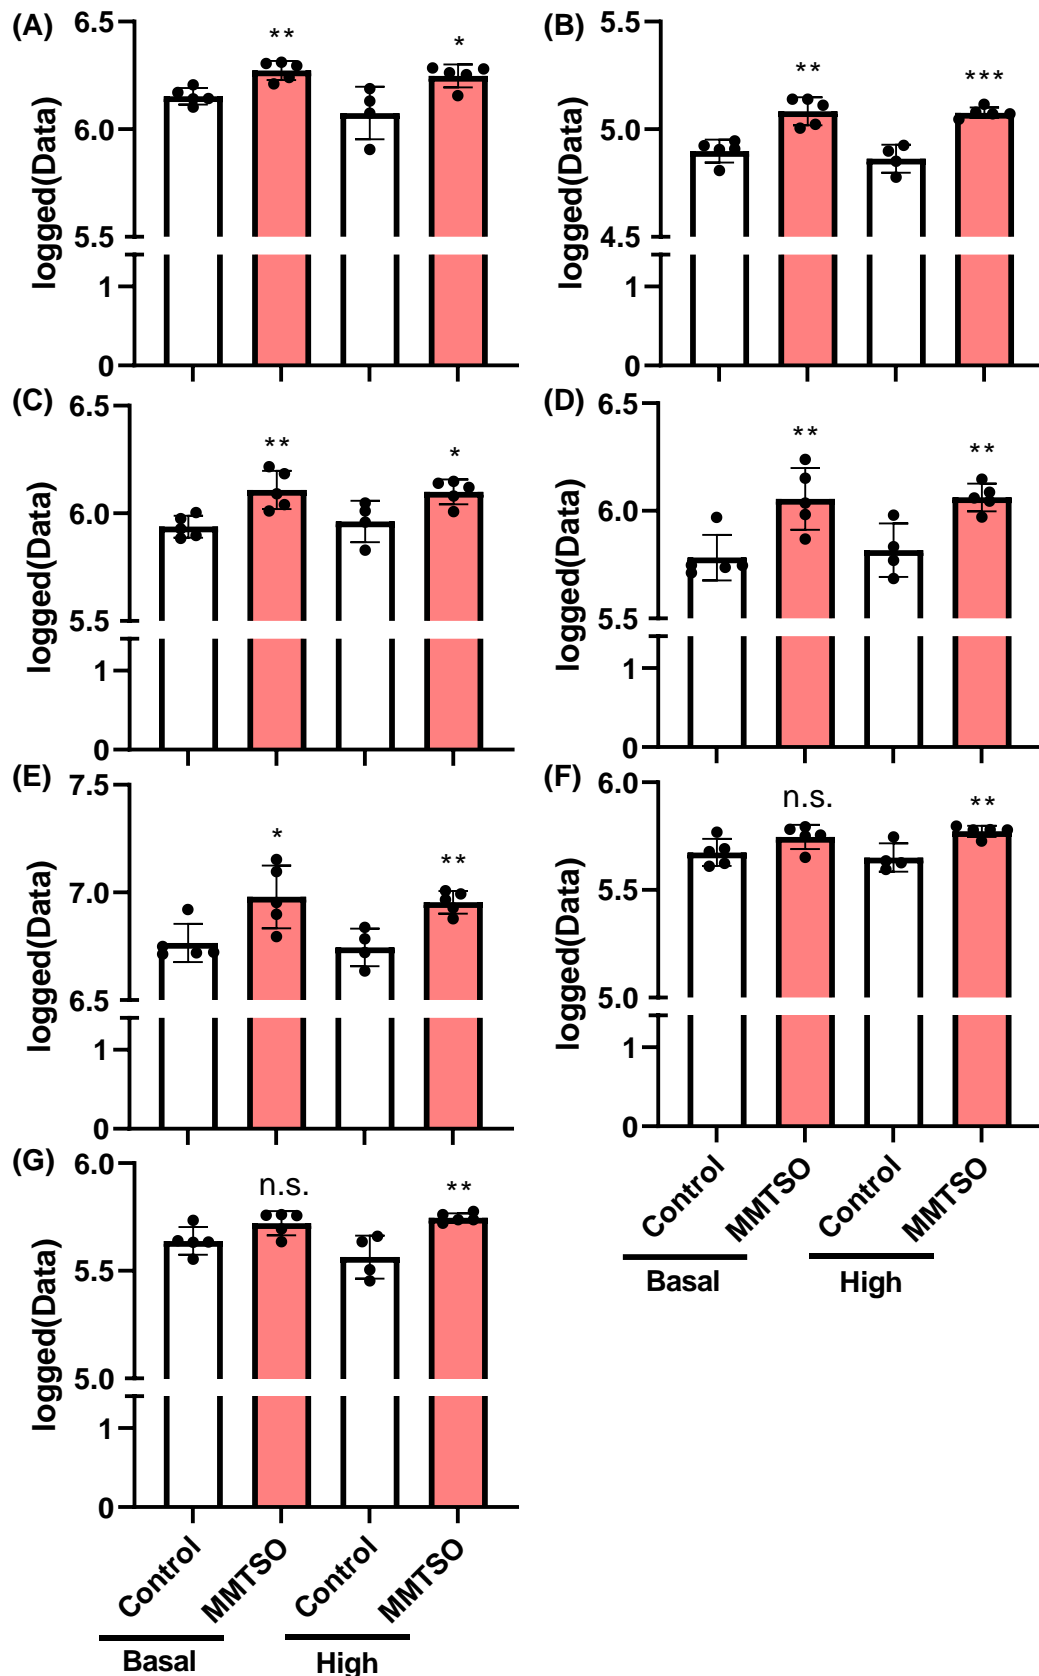 (A)
logged(Data)
6.5
6.0
5.5
1
0
**
*
(B)
logged(Data)
5.5
5.0
4.5
1
0
**
***
(C)
logged(Data)
6.5
6.0
5.5
1
0
**
*
(D)
logged(Data)
6.5
6.0
5.5
1
0
**
**
(E)
logged(Data)
7.5
7.0
6.5
1
0
*
**
(F)
logged(Data)
6.0
5.5
5.0
1
0
n.s.
**
Control
MMTSO
Control
MMTSO
Basal
High
(G)
logged(Data)
6.0
5.5
5.0
1
0
n.s.
**
Control
MMTSO
Control
MMTSO
Basal
High